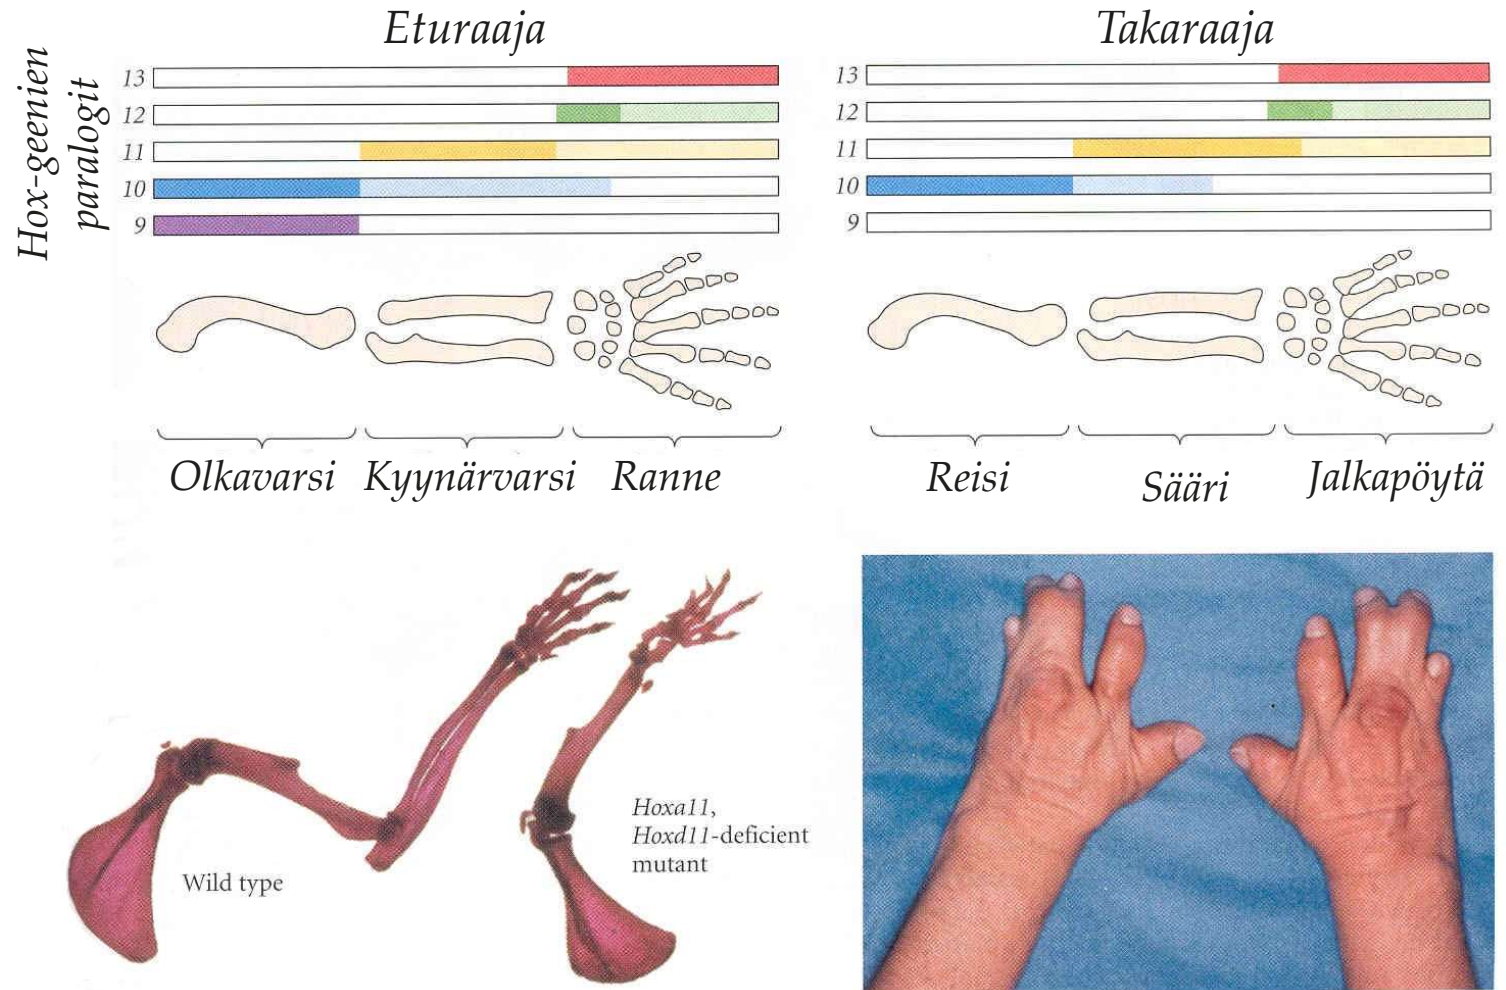 Eturaaja
Takaraaja
Hox-geenien
paralogit
13
12
11
10
9
13
12
11
10
9
Olkavarsi
Kyynärvarsi
Ranne
Reisi
Sääri
Jalkapöytä
Wild type
Hoxa11,
Hoxd11-deficient
mutant